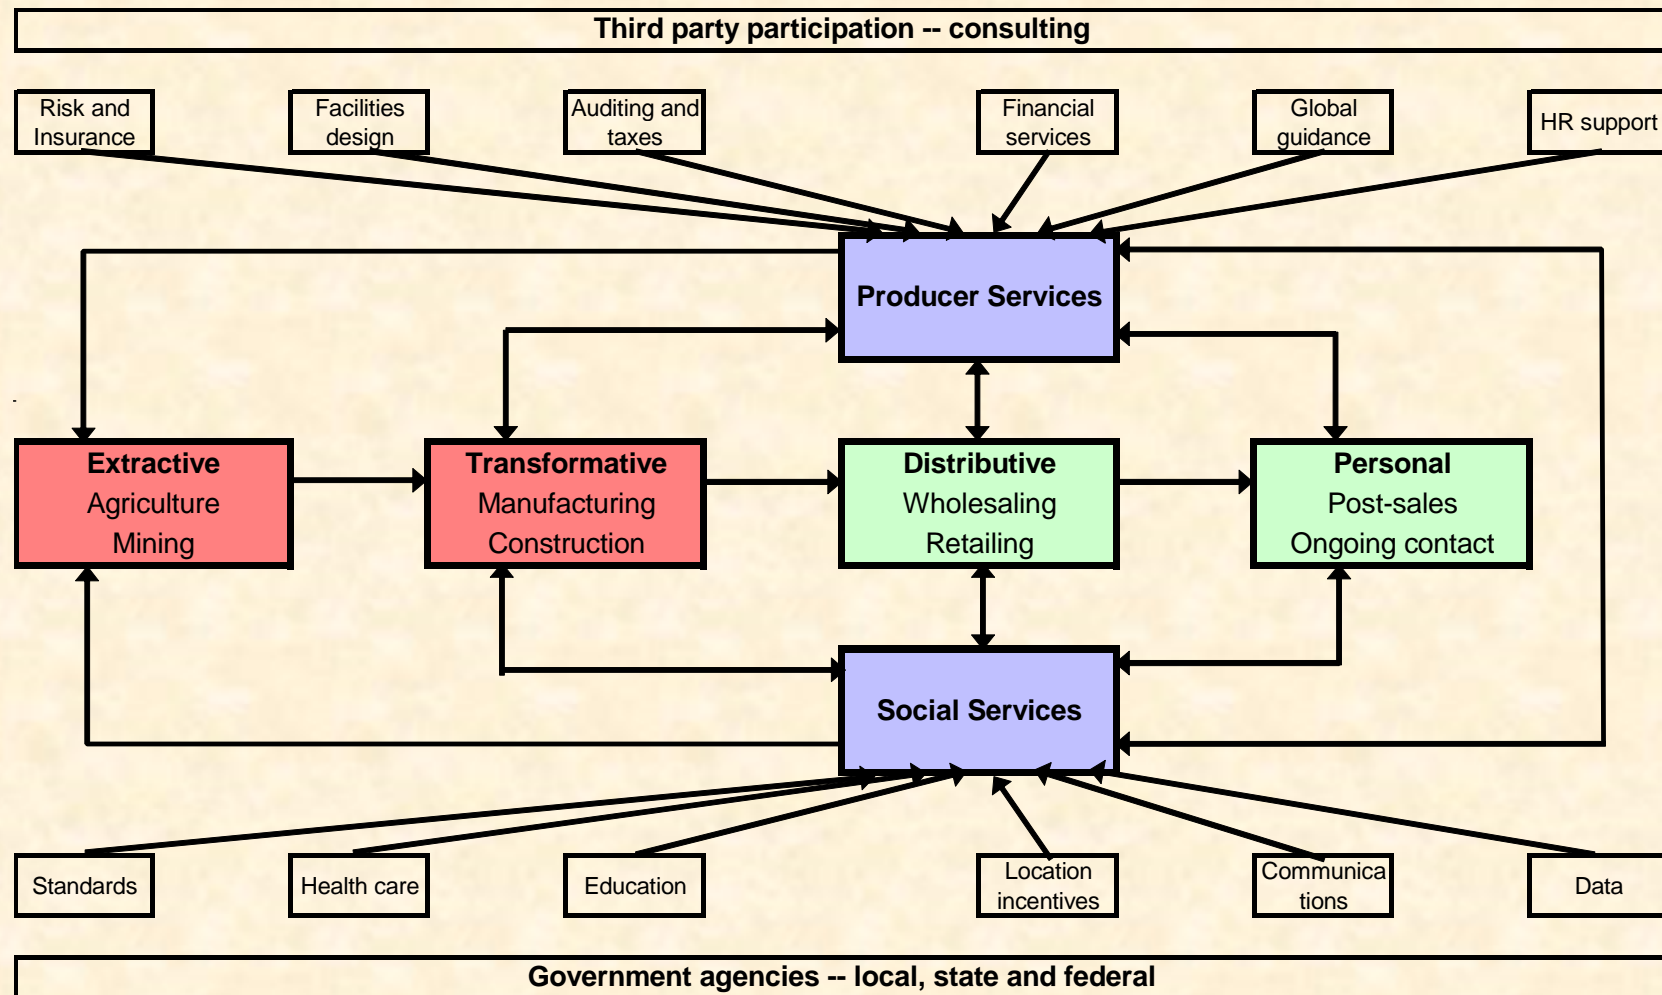 Third party participation -- consulting
Risk and
Insurance
Facilities
design
Auditing and
taxes
Financial
services
Global
guidance
HR support
Producer Services
Extractive
Agriculture
Mining
Transformative
Manufacturing
Construction
Distributive
Wholesaling
Retailing
Personal
Post-sales
Ongoing contact
Social Services
Standards
Health care
Education
Location
incentives
Communica
tions
Data
Government agencies -- local, state and federal